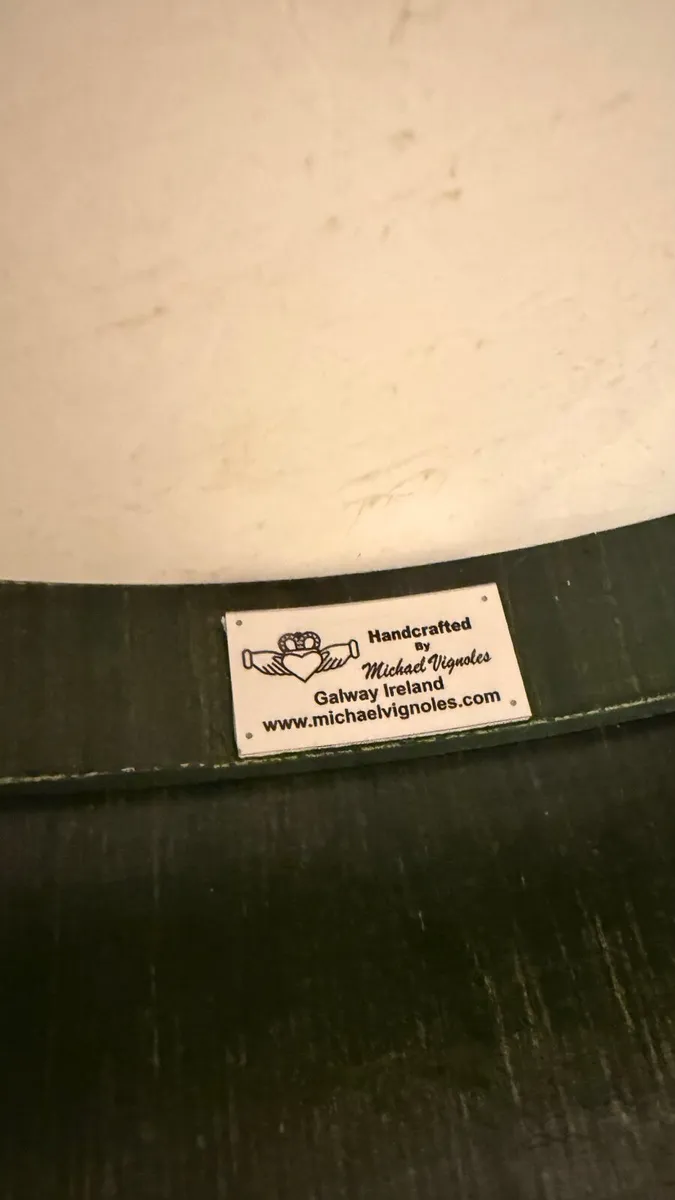 Handcrafted
By
Michael Vignoles
Galway Ireland
www.michaelvignoles.com